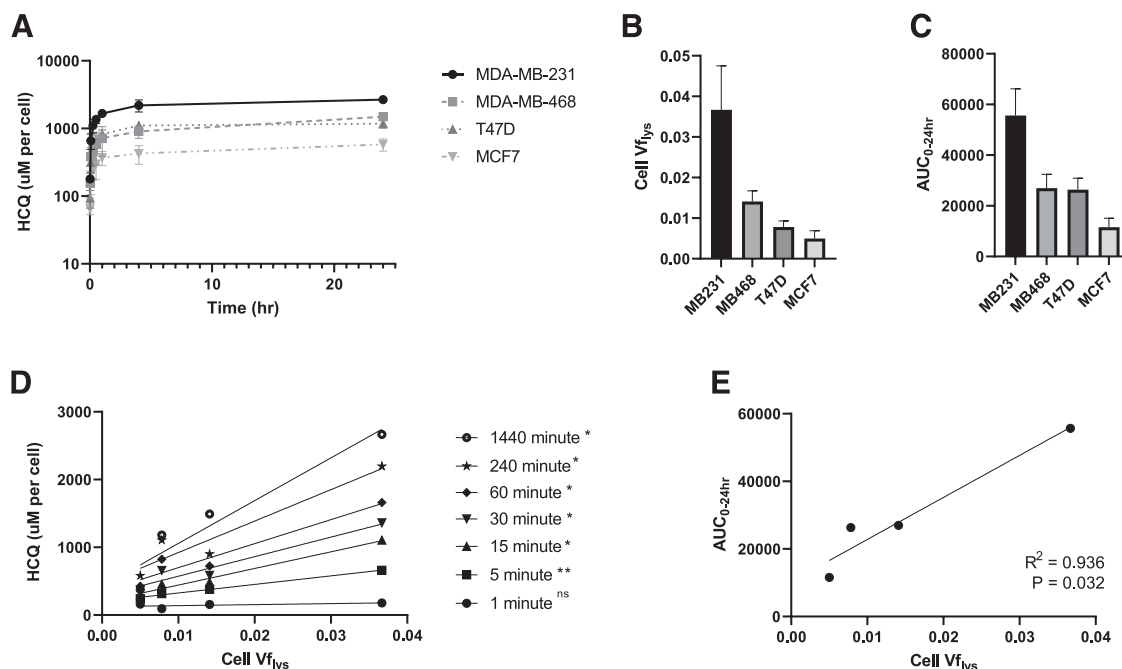 A
10000
1000
100
10
0
10
20
HCQ (uM per cell)
Time (hr)
MDA-MB-231
MDA-MB-468
T47D
MCF7
B
0.05
0.04
0.03
0.02
0.01
0.00
Cell Vflys
MB231
MB468
T47D
MCF7
C
80000
60000
40000
20000
0
AUC0-24hr
MB231
MB468
T47D
MCF7
D
3000
2000
1000
0
0.00
0.01
0.02
0.03
0.04
HCQ (uM per cell)
Cell Vflys
1440 minute *
240 minute *
60 minute *
30 minute *
15 minute *
5 minute **
1 minute ns
E
60000
40000
20000
0
0.00
0.01
0.02
0.03
0.04
AUC0-24hr
Cell Vflys
R2 = 0.936
P = 0.032